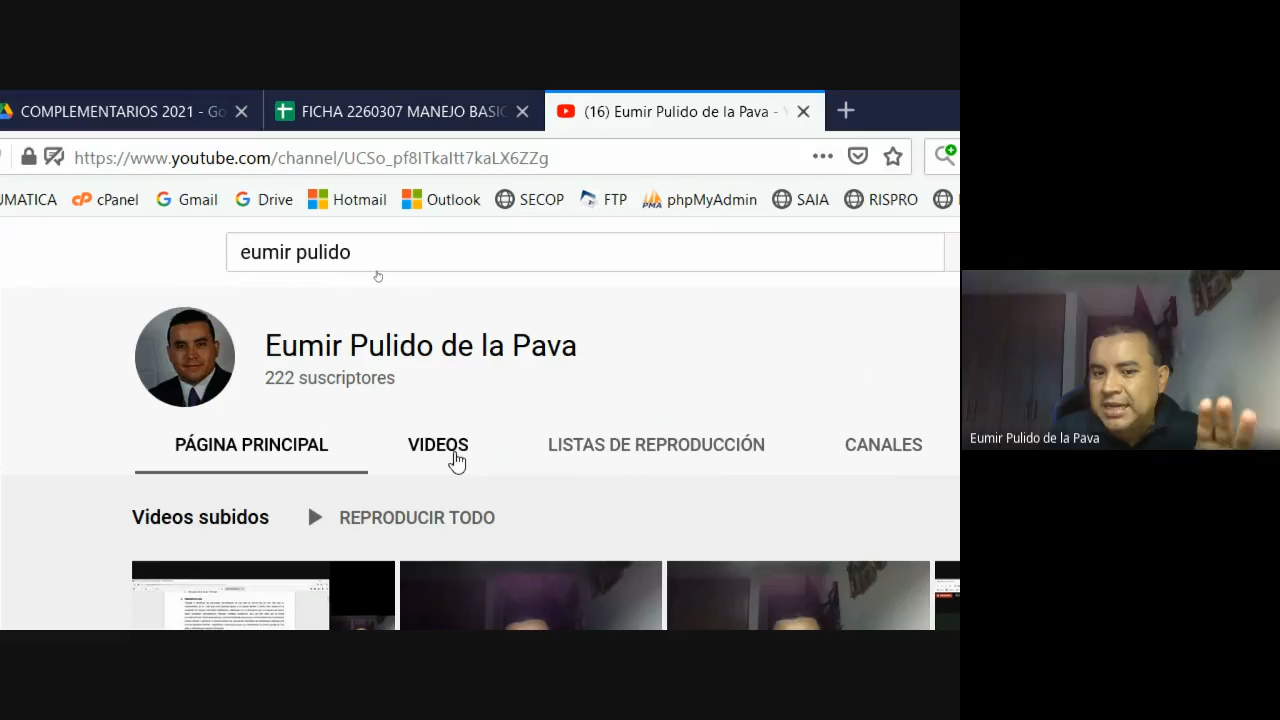 COMPLEMENTARIOS 2021 - Go
FICHA 2260307 MANEJO BASIC
(16) Eumir Pulido de la Pava -
https://www.youtube.com/channel/UCSo_pf8ITkaItt7kaLX6ZZg
UMATICA
cPanel
Gmail
Drive
Hotmail
Outlook
SECOP
FTP
phpMyAdmin
SAIA
RISPRO
eumir pulido
Eumir Pulido de la Pava
222 suscriptores
PÁGINA PRINCIPAL
VIDEOS
LISTAS DE REPRODUCCIÓN
CANALES
Videos subidos
REPRODUCIR TODO
Eumir Pulido de la Pava